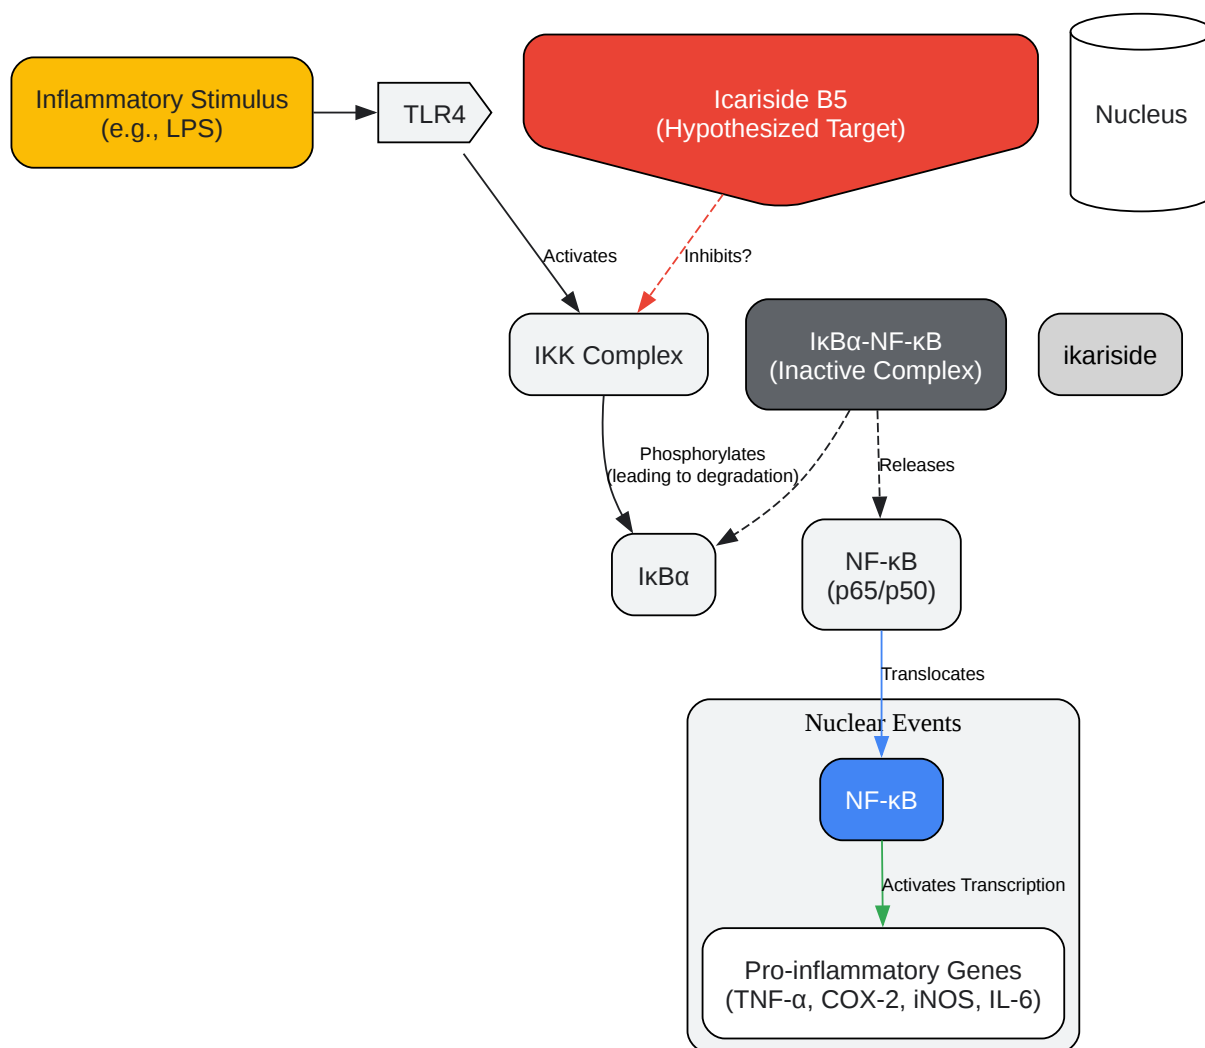 Inflammatory Stimulus
(e.g., LPS)
TLR4
Icariside B5
(Hypothesized Target)
Nucleus
Activates
Inhibits?
IKK Complex
IκBα-NF-κB
(Inactive Complex)
ikariside
Phosphorylates
(leading to degradation)
Releases
IκBα
NF-κB
(p65/p50)
Translocates
Nuclear Events
NF-κB
Activates Transcription
Pro-inflammatory Genes
(TNF-α, COX-2, iNOS, IL-6)